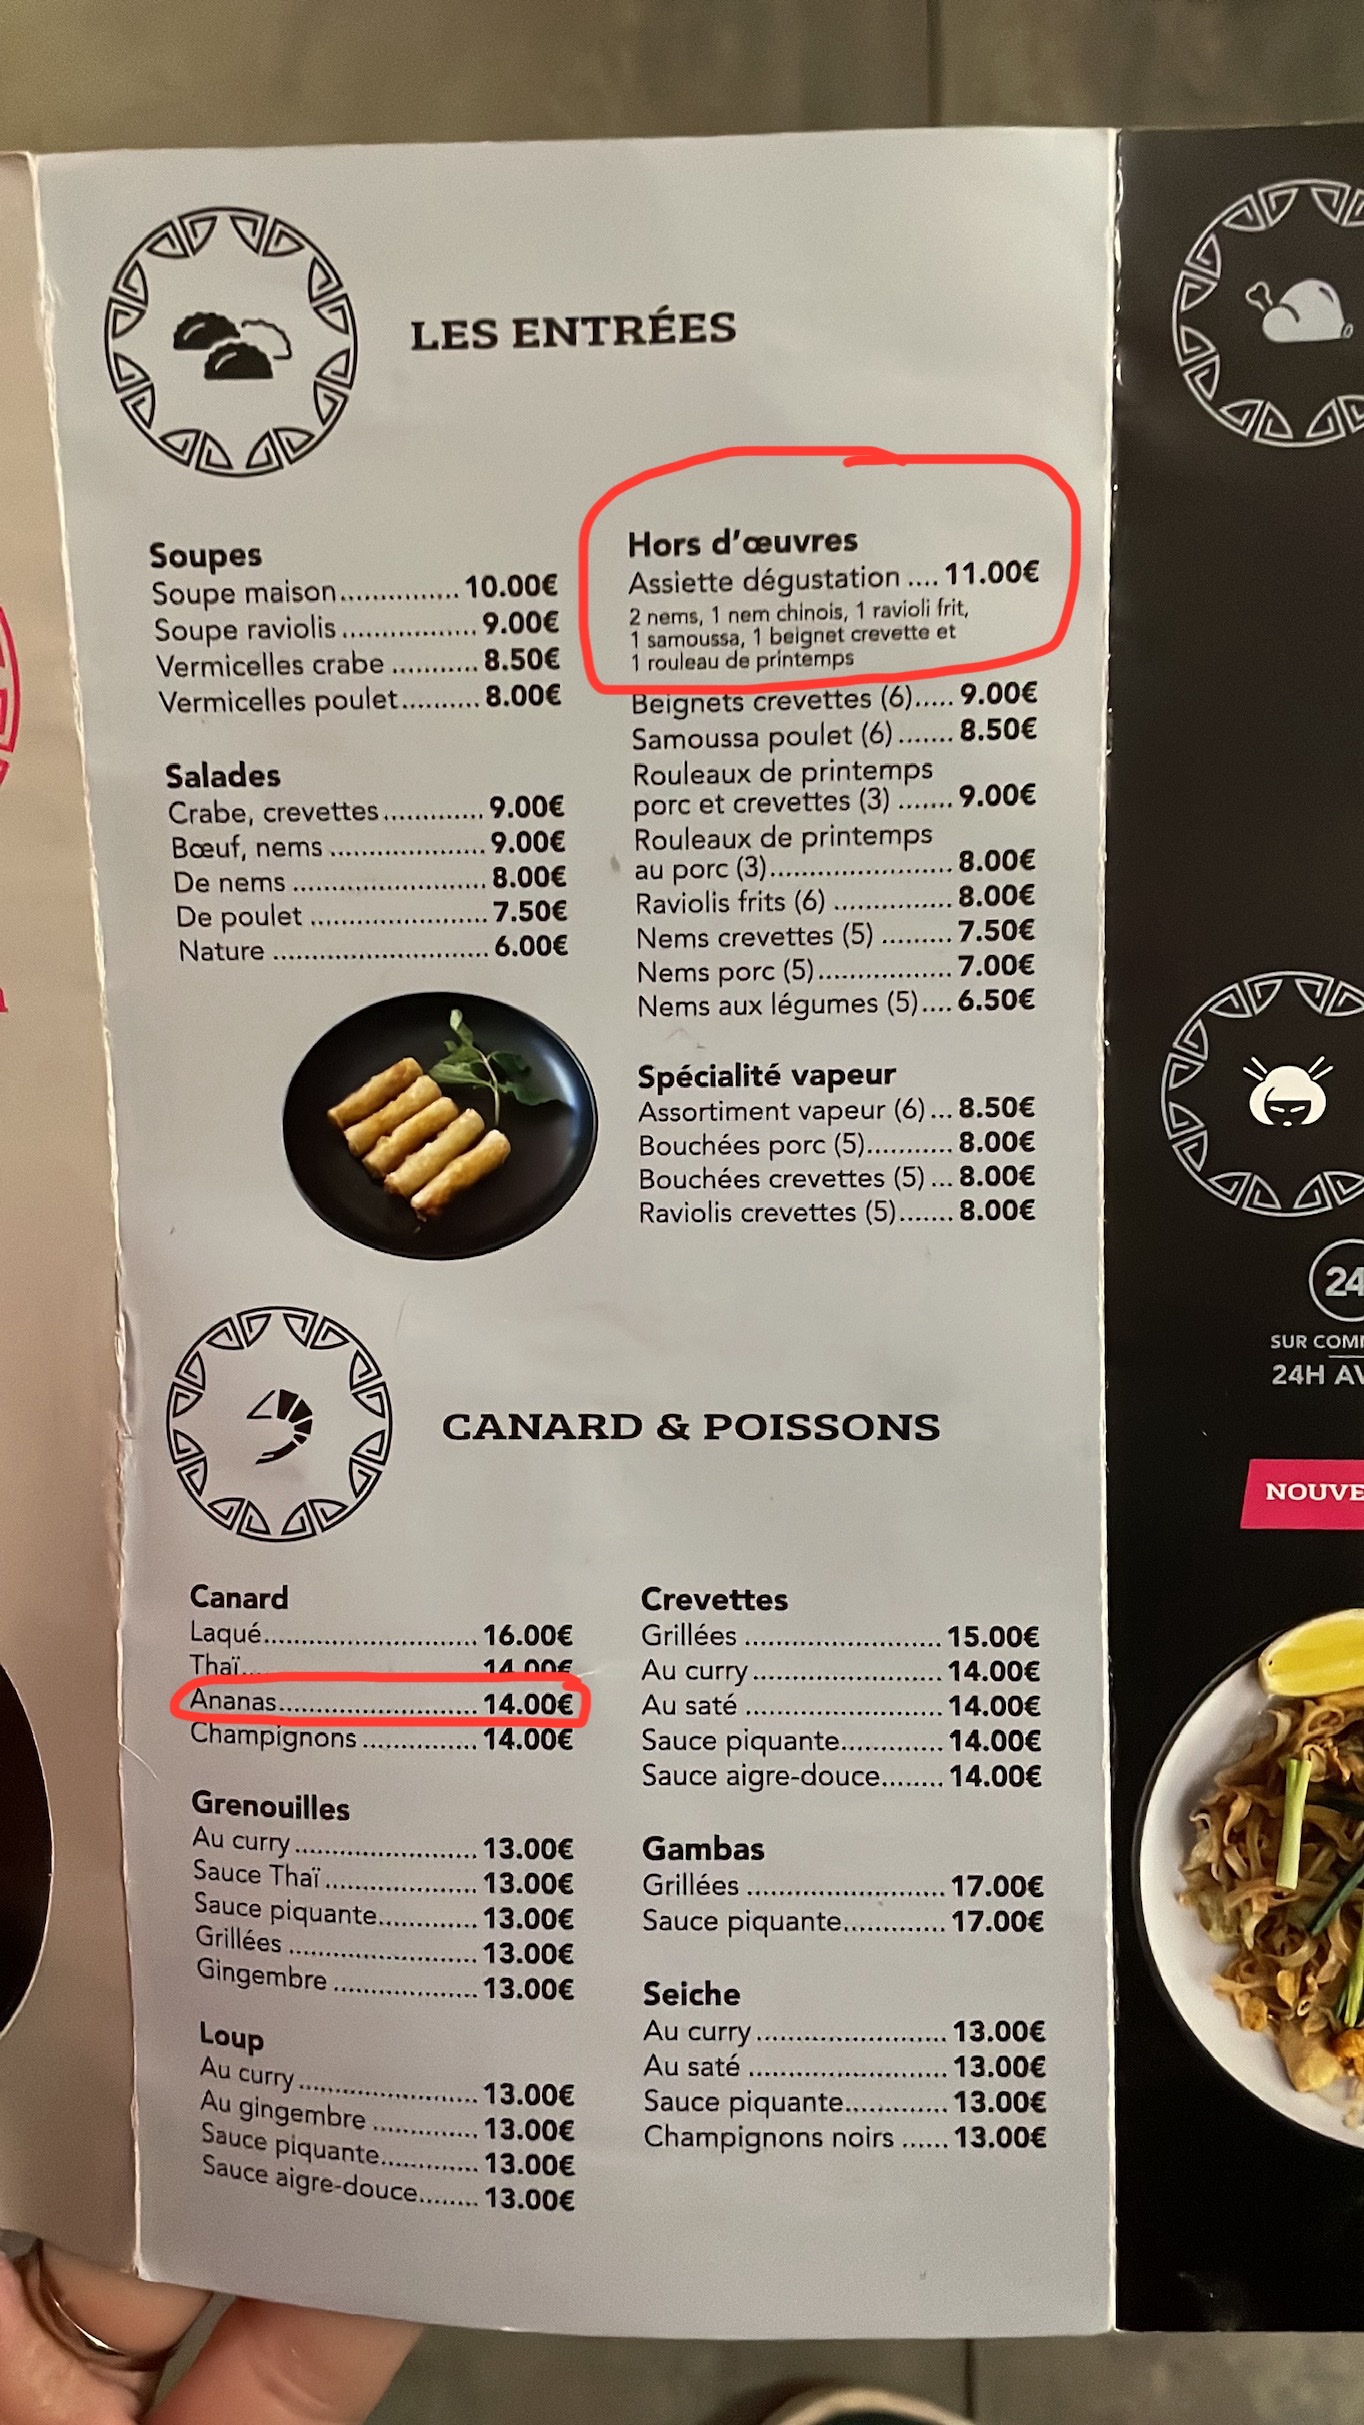 LES ENTRÉES
Soupes
Soupe maison............... 10.00€
Soupe raviolis.................. 9.00€
Vermicelles crabe ........... 8.50€
Vermicelles poulet.......... 8.00€
Salades
Crabe, crevettes............. 9.00€
Bœuf, nems ..................... 9.00€
De nems .......................... 8.00€
De poulet ........................ 7.50€
Nature ............................. 6.00€
Hors d’œuvres
Assiette dégustation .... 11.00€
2 nems, 1 nem chinois, 1 ravioli frit,
1 samoussa, 1 beignet crevette et
1 rouleau de printemps
Beignets crevettes (6)..... 9.00€
Samoussa poulet (6) ....... 8.50€
Rouleaux de printemps
porc et crevettes (3) ....... 9.00€
Rouleaux de printemps
au porc (3)........................ 8.00€
Raviolis frits (6) ............... 8.00€
Nems crevettes (5) ......... 7.50€
Nems porc (5).................. 7.00€
Nems aux légumes (5).... 6.50€
Spécialité vapeur
Assortiment vapeur (6)... 8.50€
Bouchées porc (5)........... 8.00€
Bouchées crevettes (5) ... 8.00€
Raviolis crevettes (5)....... 8.00€
CANARD & POISSONS
Canard
Laqué............................. 16.00€
Thaï................................ 14.00€
Ananas........................... 14.00€
Champignons ............... 14.00€
Grenouilles
Au curry......................... 13.00€
Sauce Thaï..................... 13.00€
Sauce piquante............. 13.00€
Grillées .......................... 13.00€
Gingembre.................... 13.00€
Loup
Au curry......................... 13.00€
Au gingembre .............. 13.00€
Sauce piquante............. 13.00€
Sauce aigre-douce........ 13.00€
Crevettes
Grillées .......................... 15.00€
Au curry......................... 14.00€
Au saté .......................... 14.00€
Sauce piquante............. 14.00€
Sauce aigre-douce........ 14.00€
Gambas
Grillées .......................... 17.00€
Sauce piquante............. 17.00€
Seiche
Au curry......................... 13.00€
Au saté .......................... 13.00€
Sauce piquante............. 13.00€
Champignons noirs ...... 13.00€
24
SUR COM
24H AV
NOUVE